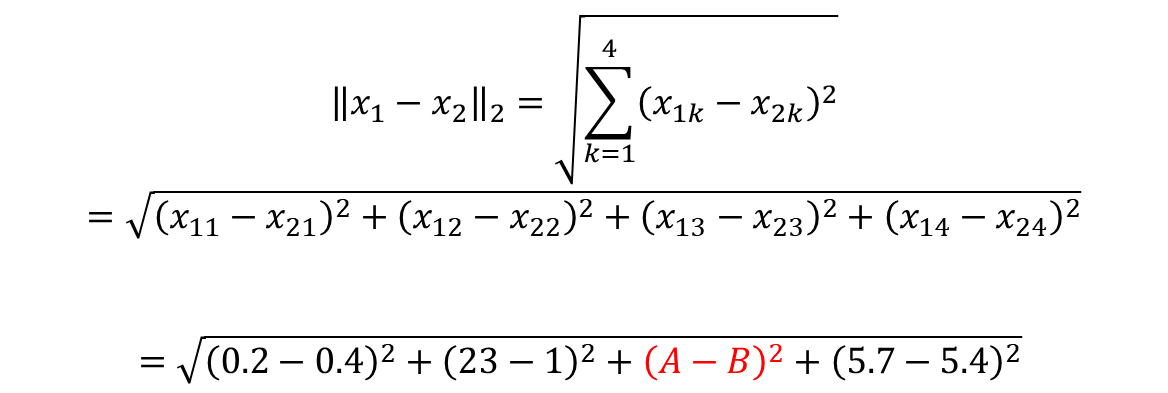 ‖x₁ − x₂‖₂ = √(∑ₖ₌₁⁴ (x₁ₖ − x₂ₖ)²)
= √((x₁₁ − x₂₁)² + (x₁₂ − x₂₂)² + (x₁₃ − x₂₃)² + (x₁₄ − x₂₄)²)
= √((0.2 − 0.4)² + (23 − 1)² + (A − B)² + (5.7 − 5.4)²)